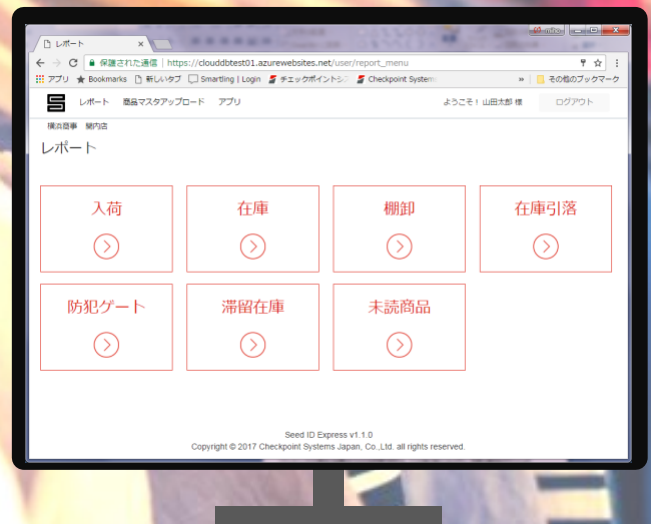 レポート
保護された通信 | https://clouddbtest01.azurewebsites.net/user/report_menu
アプリ Bookmarks 新しいタブ Smartling | Login チェックポイントシス Checkpoint System » その他のブックマーク
レポート 商品マスタアップロード アプリ ようこそ！ 山田太郎 様 ログアウト
横浜商事 関内店
レポート
入荷 在庫 棚卸 在庫引落
防犯ゲート 滞留在庫 未読商品
Seed ID Express v1.1.0
Copyright © 2017 Checkpoint Systems Japan, Co.,Ltd. all rights reserved.